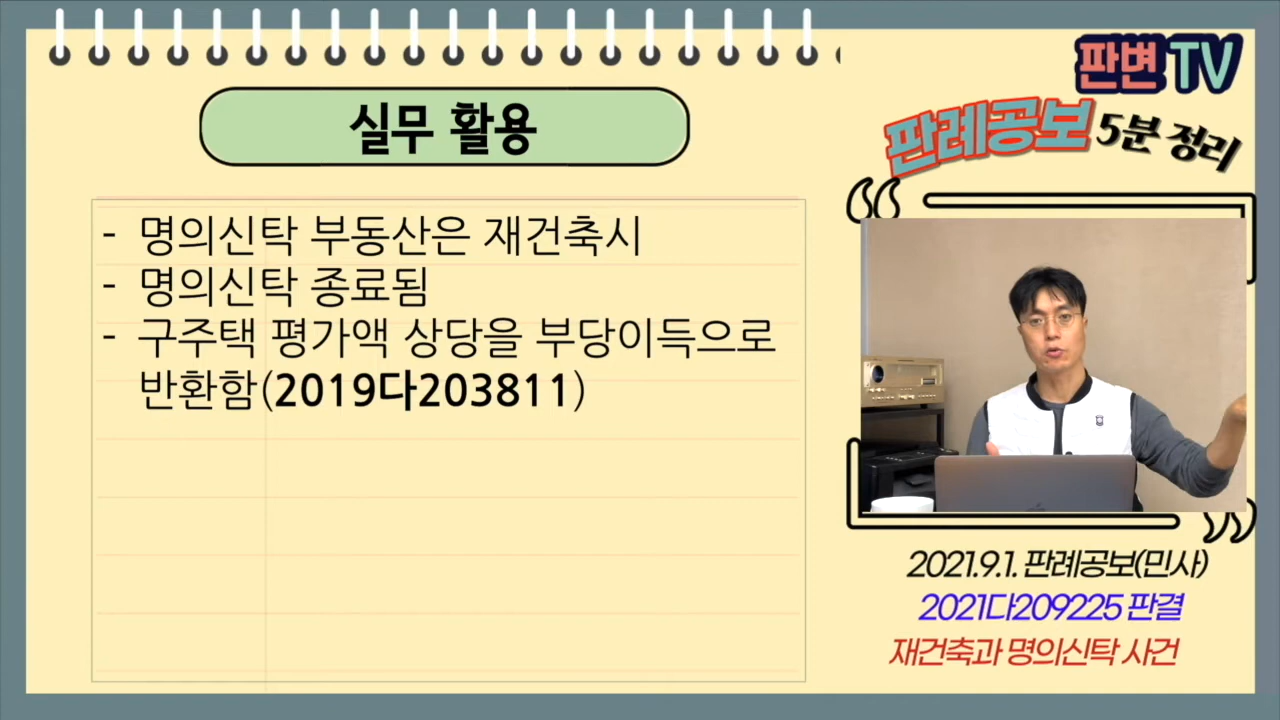 판변 TV
판례공보 5분 정리
실무 활용
- 명의신탁 부동산은 재건축시
- 명의신탁 종료됨
- 구주택 평가액 상당을 부당이득으로
반환함(2019다203811)
2021.9.1. 판례공보(민사)
2021다209225 판결
재건축과 명의신탁 사건